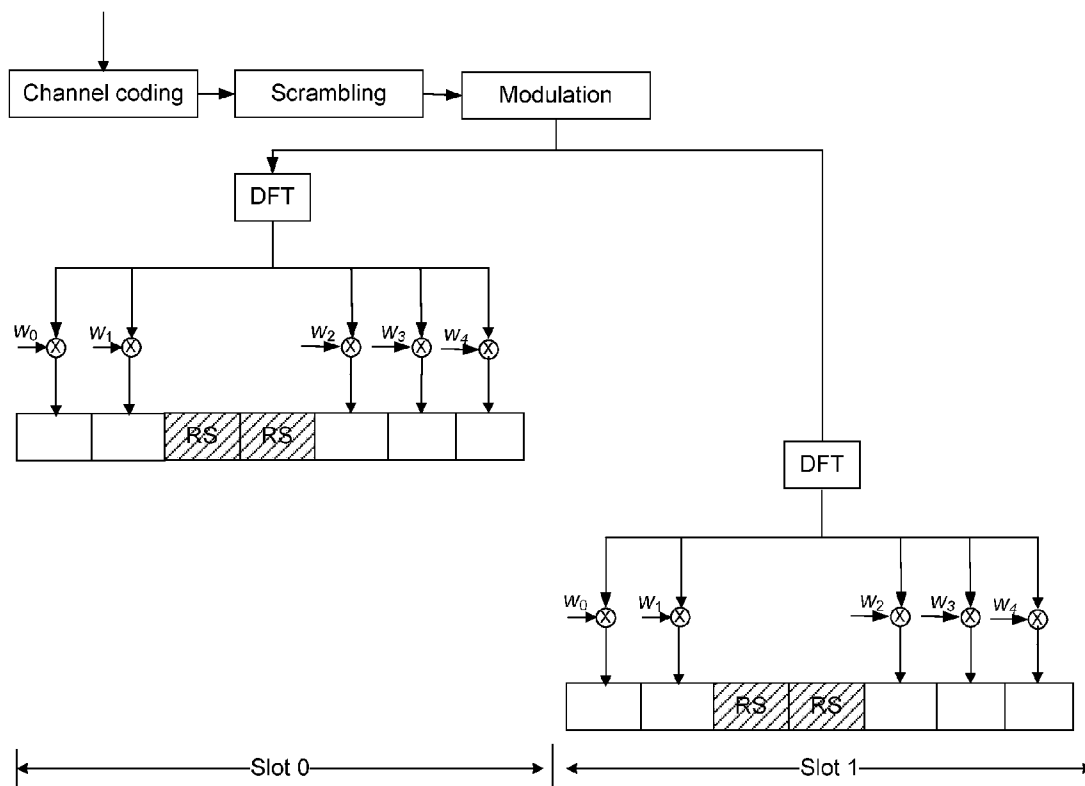 Channel coding
Scrambling
Modulation
DFT
w0 w1 w2 w3 w4
X X X X X
RS RS
DFT
w0 w1 w2 w3 w4
X X X X X
RS RS
Slot 0
Slot 1